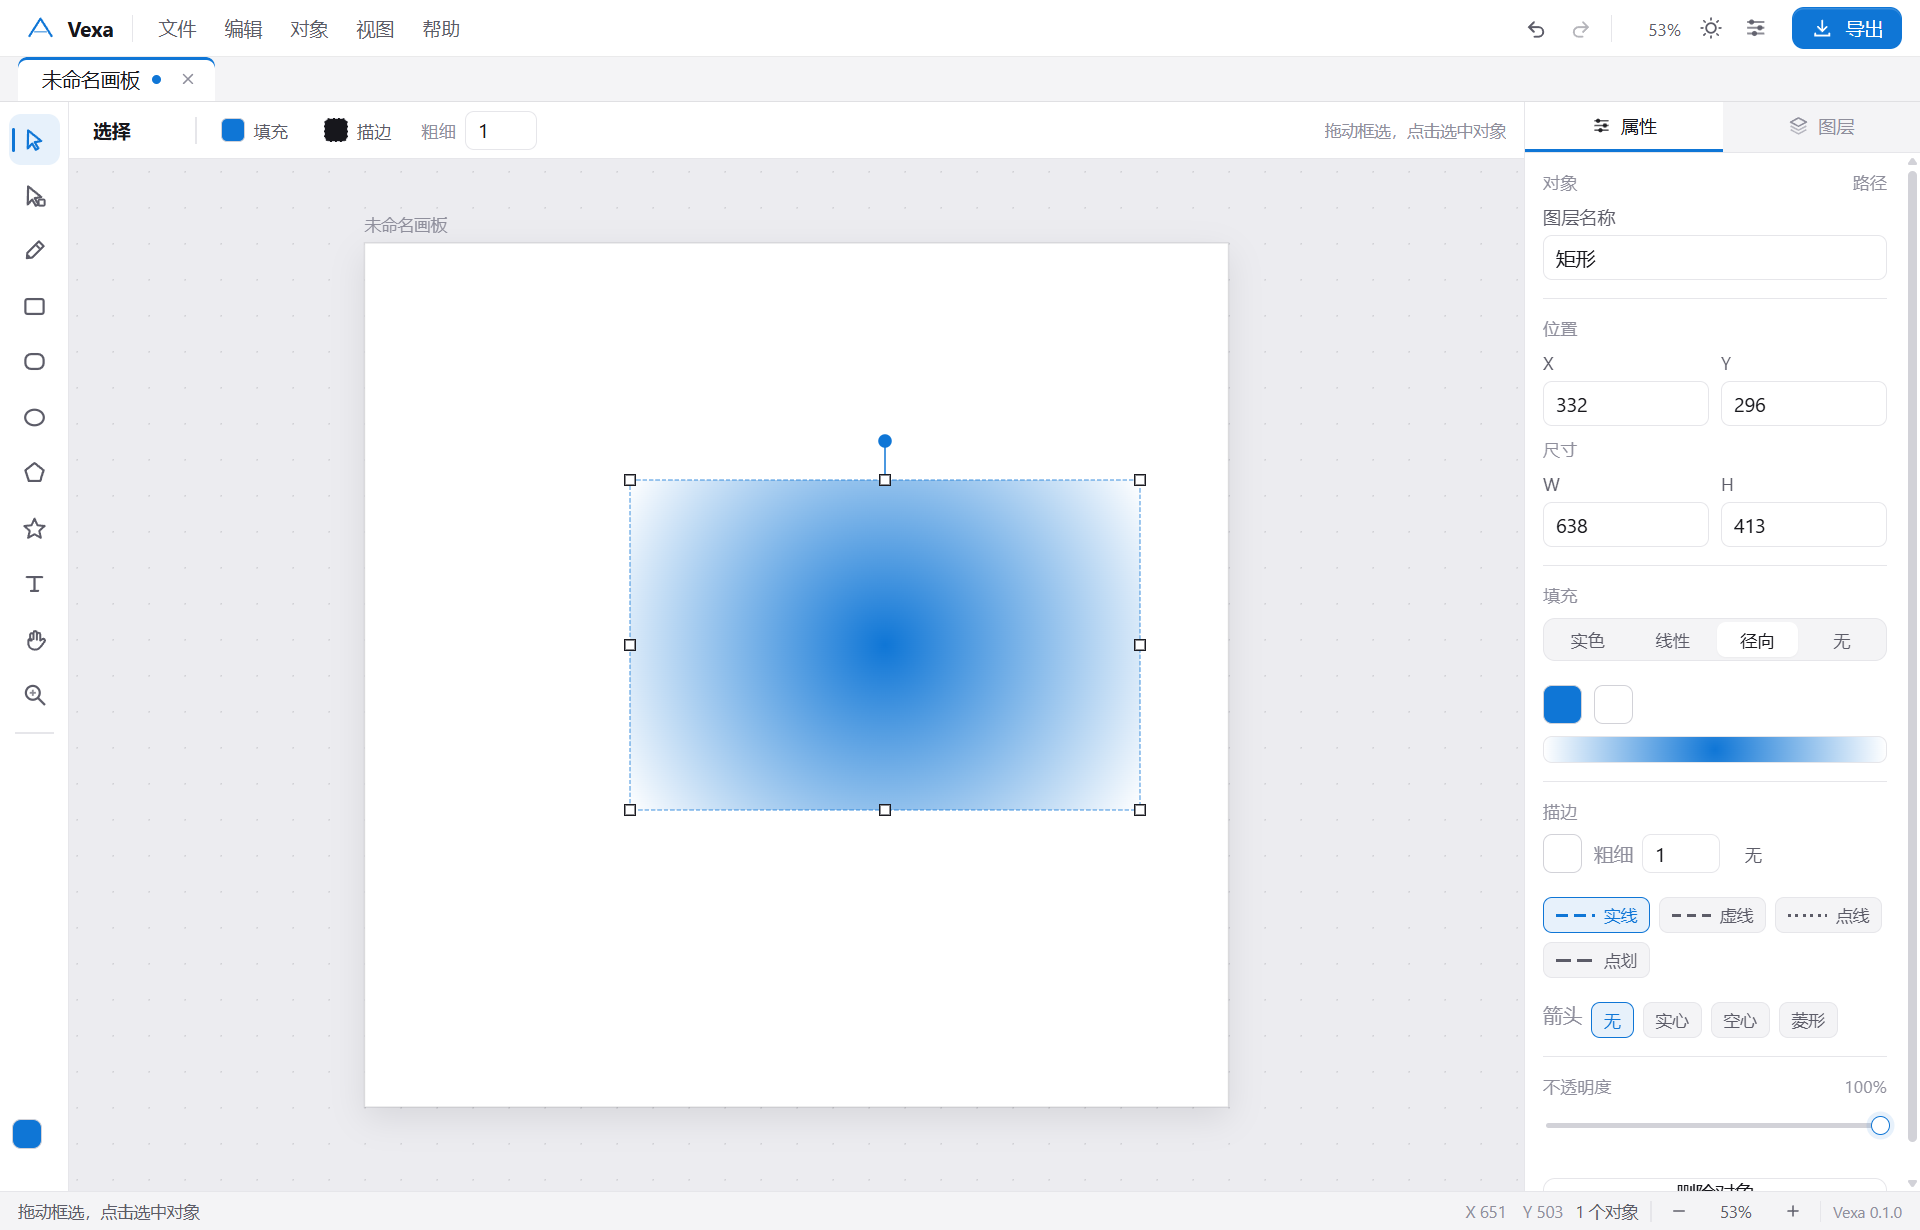 Vexa 文件 编辑 对象 视图 帮助 53% 导出
未命名画板
选择 填充 描边 粗细 1 拖动框选，点击选中对象 属性 图层
未命名画板
对象 路径
图层名称
矩形
位置
X Y
332 296
尺寸
W H
638 413
填充
实色 线性 径向 无
描边
粗细 1 无
实线 虚线 点线
点划
箭头 无 实心 空心 菱形
不透明度 100%
删除对象
拖动框选，点击选中对象 X 651 Y 503 1 个对象 53% Vexa 0.1.0